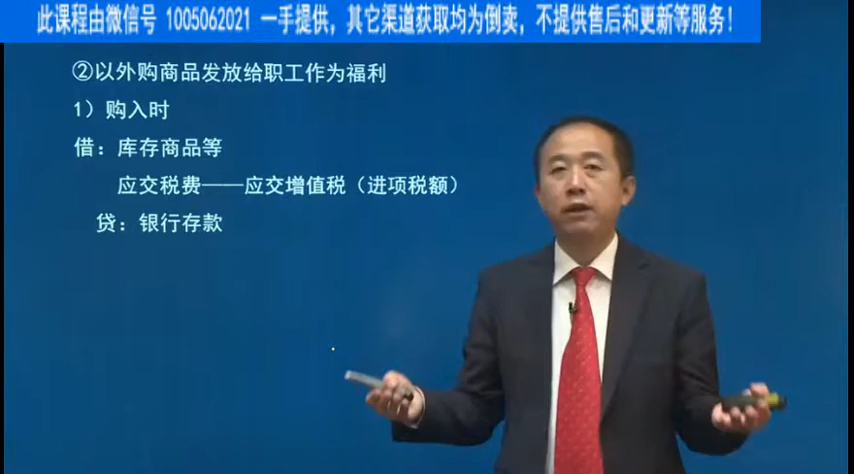 此课程由微信号 1005062021 一手提供，其它渠道获取均为倒卖，不提供售后和更新等服务！
②以外购商品发放给职工作为福利
1）购入时
借：库存商品等
应交税费——应交增值税（进项税额）
贷：银行存款